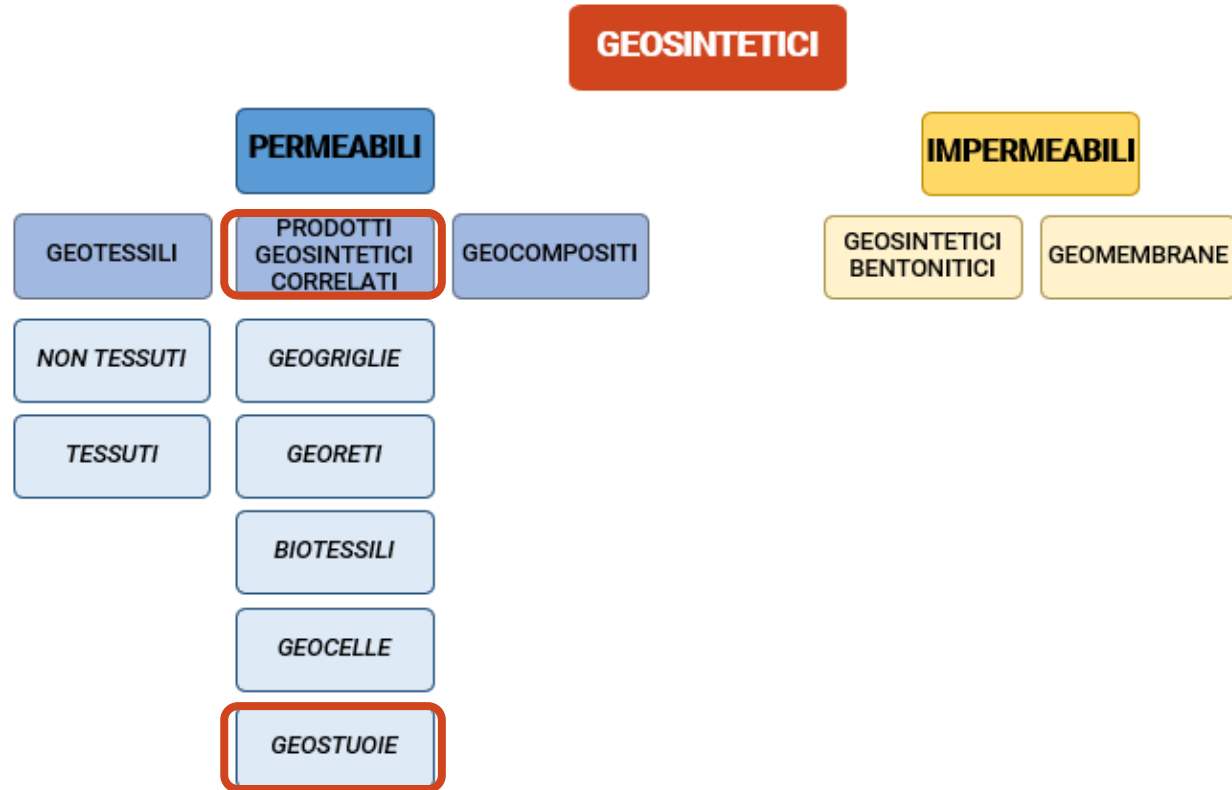 GEOSINTETICI
PERMEABILI
IMPERMEABILI
GEOTESSILI
PRODOTTI
GEOSINTETICI
CORRELATI
GEOCOMPOSITI
GEOSINTETICI
BENTONITICI
GEOMEMBRANE
NON TESSUTI
GEOGRIGLIE
TESSUTI
GEORETI
BIOTESSILI
GEOCELLE
GEOSTUOIE